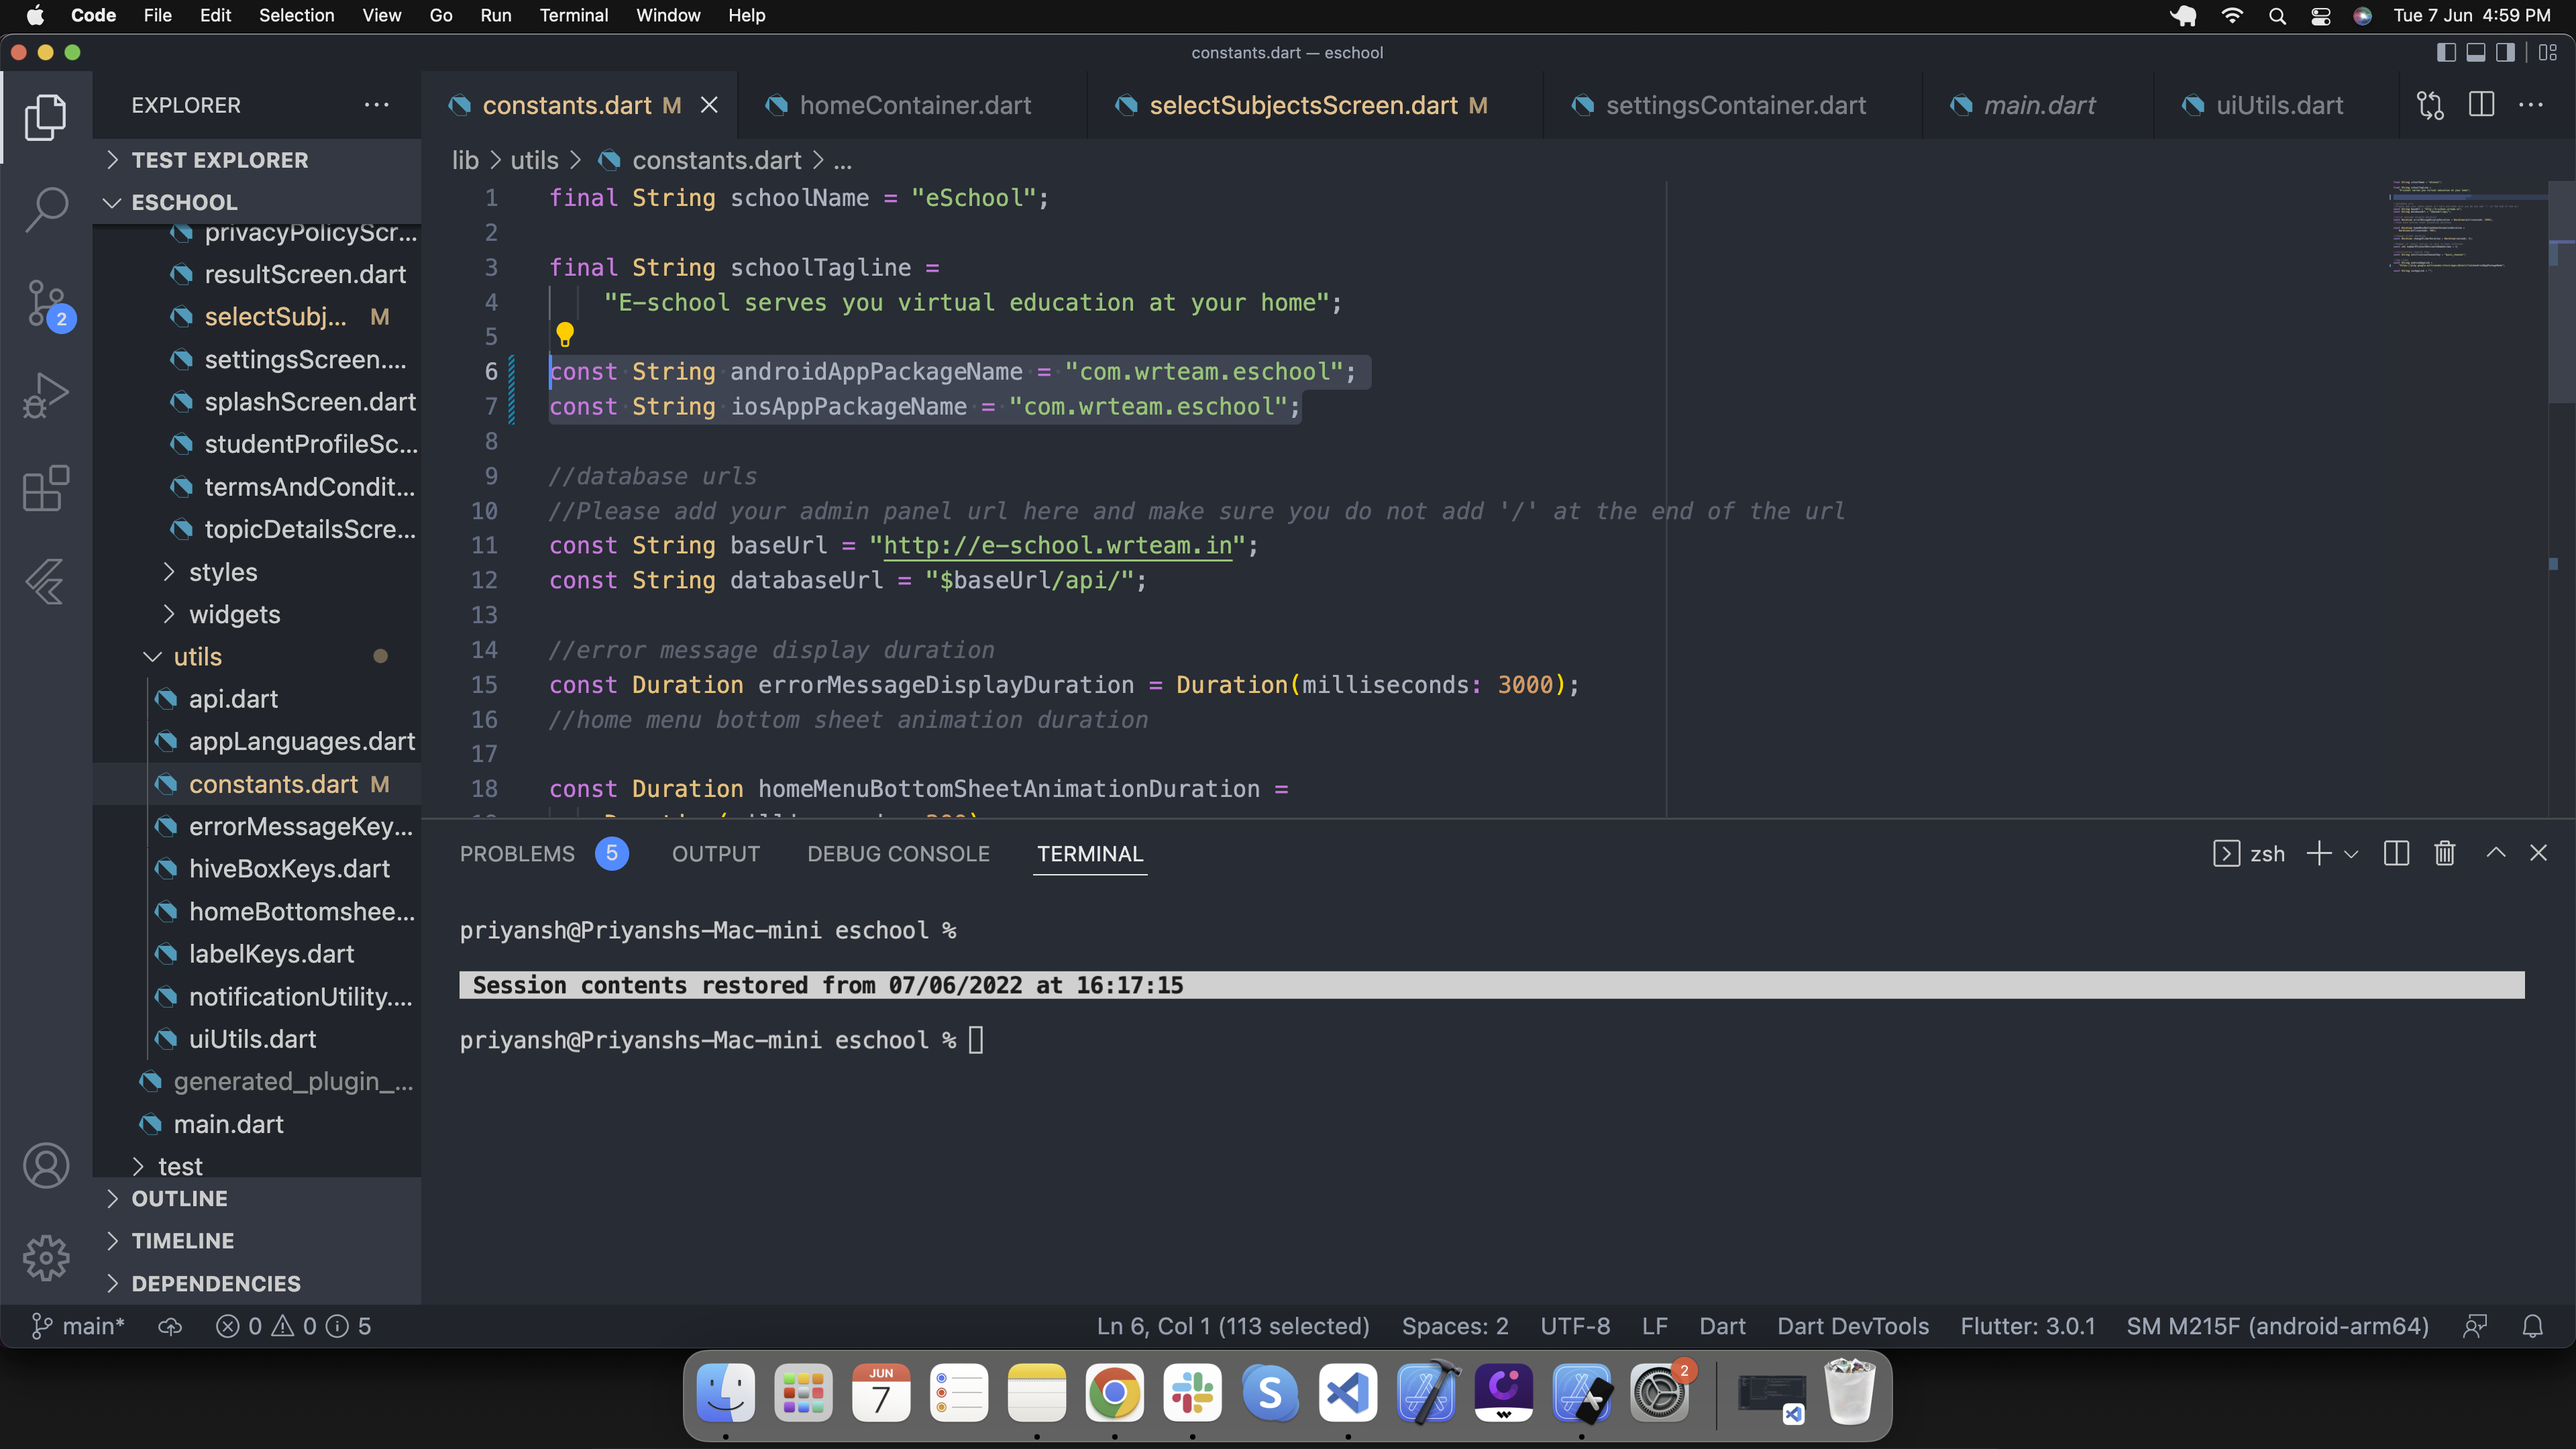 Code File Edit Selection View Go Run Terminal Window Help Tue 7 Jun 4:59 PM
constants.dart — eschool
EXPLORER
TEST EXPLORER
ESCHOOL
privacyPolicyScr...
resultScreen.dart
selectSubj... M
settingsScreen....
splashScreen.dart
studentProfileSc...
termsAndCondit...
topicDetailsScre...
styles
widgets
utils
api.dart
appLanguages.dart
constants.dart M
errorMessageKey...
hiveBoxKeys.dart
homeBottomshee...
labelKeys.dart
notificationUtility....
uiUtils.dart
generated_plugin_...
main.dart
test
OUTLINE
TIMELINE
DEPENDENCIES
2
constants.dart M homeContainer.dart selectSubjectsScreen.dart M settingsContainer.dart main.dart uiUtils.dart
lib > utils > constants.dart > ...
1 final String schoolName = "eSchool";
2
3 final String schoolTagline =
4 "E-school serves you virtual education at your home";
5
6 const String androidAppPackageName = "com.wrteam.eschool";
7 const String iosAppPackageName = "com.wrteam.eschool";
8
9 //database urls
10 //Please add your admin panel url here and make sure you do not add '/' at the end of the url
11 const String baseUrl = "http://e-school.wrteam.in";
12 const String databaseUrl = "$baseUrl/api/";
13
14 //error message display duration
15 const Duration errorMessageDisplayDuration = Duration(milliseconds: 3000);
16 //home menu bottom sheet animation duration
17
18 const Duration homeMenuBottomSheetAnimationDuration =
PROBLEMS 5 OUTPUT DEBUG CONSOLE TERMINAL zsh
priyansh@Priyanshs-Mac-mini eschool %
Session contents restored from 07/06/2022 at 16:17:15
priyansh@Priyanshs-Mac-mini eschool %
main* 0 0 5 Ln 6, Col 1 (113 selected) Spaces: 2 UTF-8 LF Dart Dart DevTools Flutter: 3.0.1 SM M215F (android-arm64)
JUN
7
2